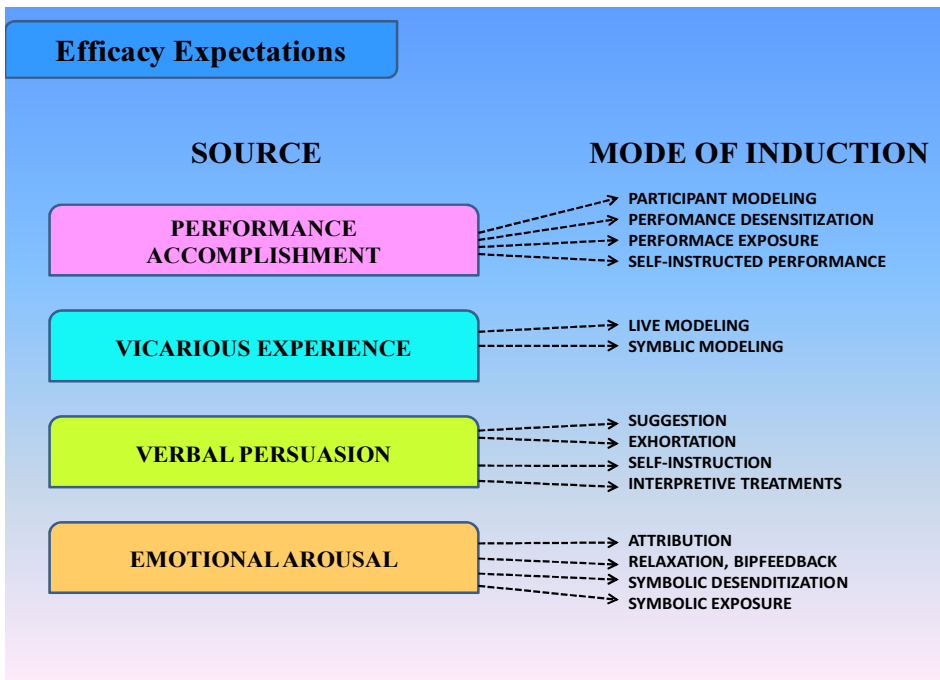 Efficacy Expectations
SOURCE
MODE OF INDUCTION
PERFORMANCE
ACCOMPLISHMENT
PARTICIPANT MODELING
PERFOMANCE DESENSITIZATION
PERFORMACE EXPOSURE
SELF-INSTRUCTED PERFORMANCE
VICARIOUS EXPERIENCE
LIVE MODELING
SYMBLIC MODELING
VERBAL PERSUASION
SUGGESTION
EXHORTATION
SELF-INSTRUCTION
INTERPRETIVE TREATMENTS
EMOTIONAL AROUSAL
ATTRIBUTION
RELAXATION, BIPFEEDBACK
SYMBOLIC DESENDITIZATION
SYMBOLIC EXPOSURE